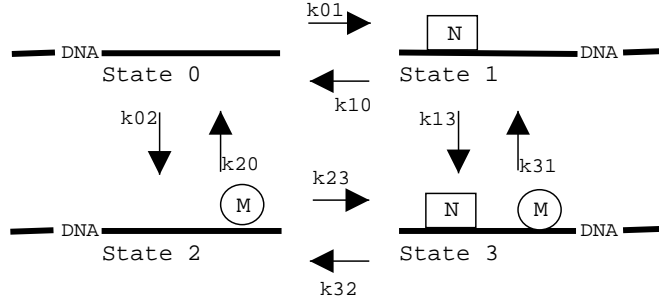 k01
N
DNA DNA
State 0 State 1
k10
k02 k13
k20 k31
k23
M N M
DNA DNA
State 2 State 3
k32